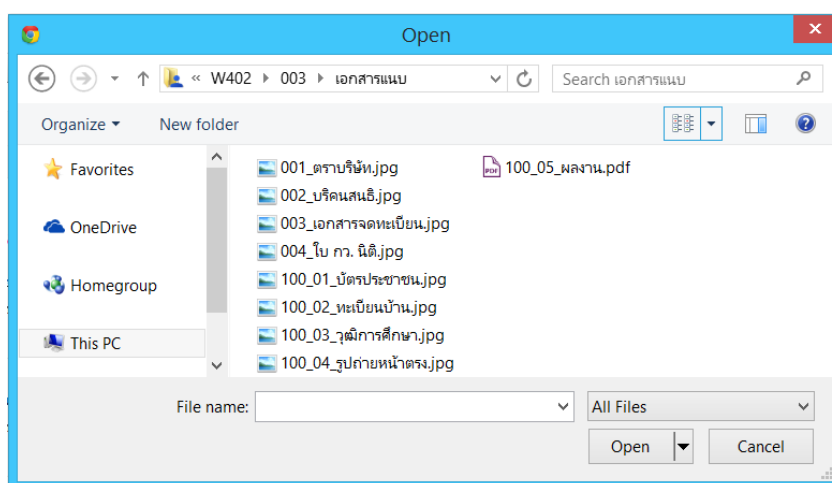 Open
« W402 003 เอกสารแนบ
Search เอกสารแนบ
Organize
New folder
Favorites
OneDrive
Homegroup
This PC
001_ตราบริษัท.jpg
002_บริคนสนธิ.jpg
003_เอกสารจดทะเบียน.jpg
004_ใบ กว. นิติ.jpg
100_01_บัตรประชาชน.jpg
100_02_ทะเบียนบ้าน.jpg
100_03_วุฒิการศึกษา.jpg
100_04_รูปถ่ายหน้าตรง.jpg
100_05_ผลงาน.pdf
File name:
All Files
Open
Cancel